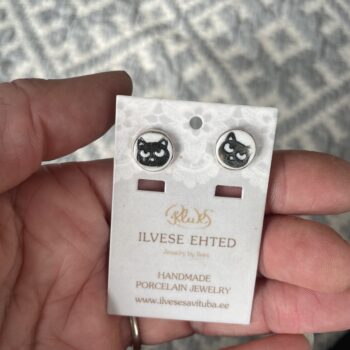 ILVESE EHTED
Jewelry by Ilves
HANDMADE
PORCELAIN JEWELRY
www.ilvesesavituba.ee